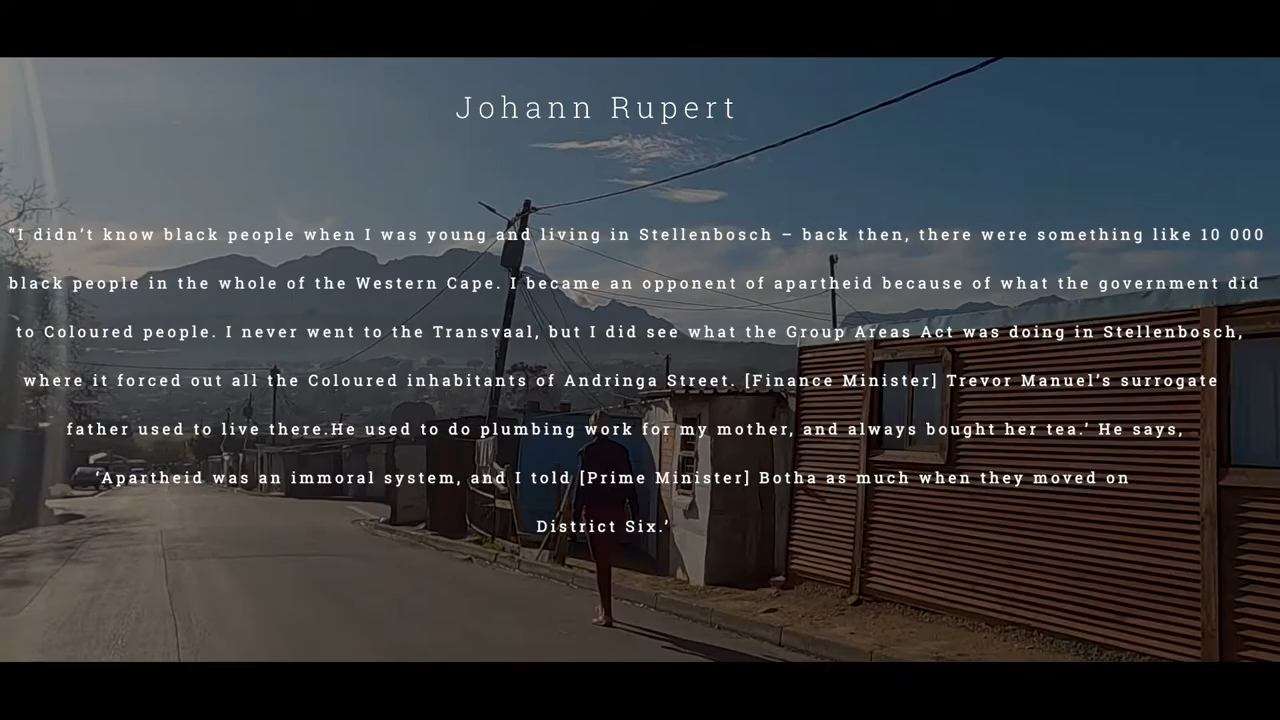 Johann Rupert
“I didn’t know black people when I was young and living in Stellenbosch – back then, there were something like 10 000
black people in the whole of the Western Cape. I became an opponent of apartheid because of what the government did
to Coloured people. I never went to the Transvaal, but I did see what the Group Areas Act was doing in Stellenbosch,
where it forced out all the Coloured inhabitants of Andringa Street. [Finance Minister] Trevor Manuel’s surrogate
father used to live there.He used to do plumbing work for my mother, and always bought her tea.’ He says,
‘Apartheid was an immoral system, and I told [Prime Minister] Botha as much when they moved on
District Six.’